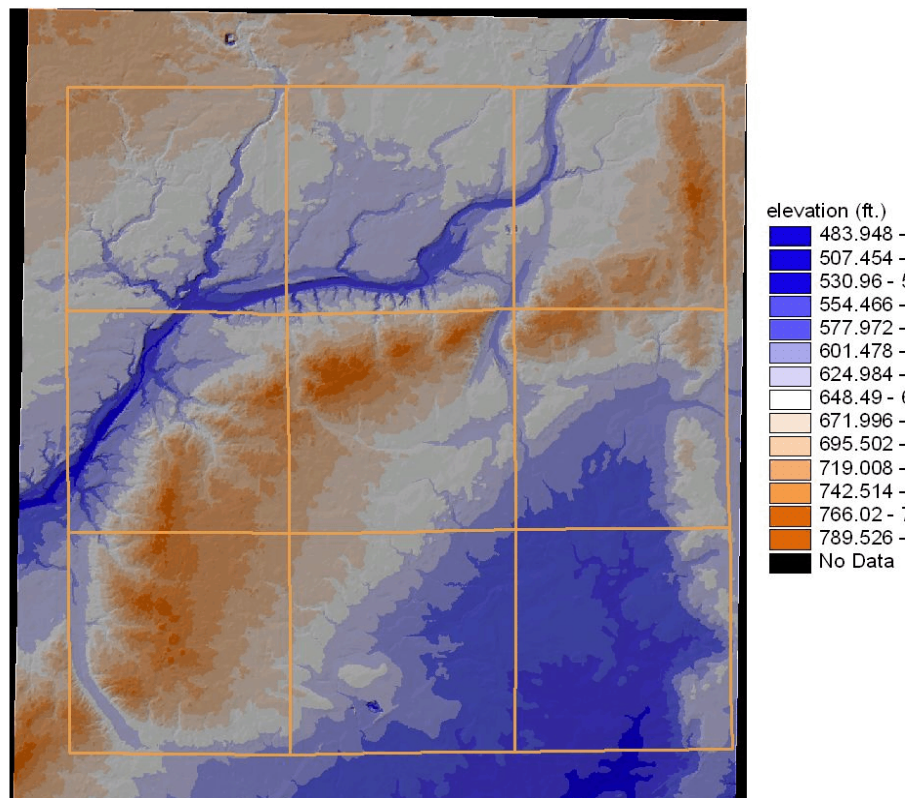 elevation (ft.)
483.948 -
507.454 -
530.96 - 5
554.466 -
577.972 -
601.478 -
624.984 -
648.49 - 6
671.996 -
695.502 -
719.008 -
742.514 -
766.02 - 7
789.526 -
No Data